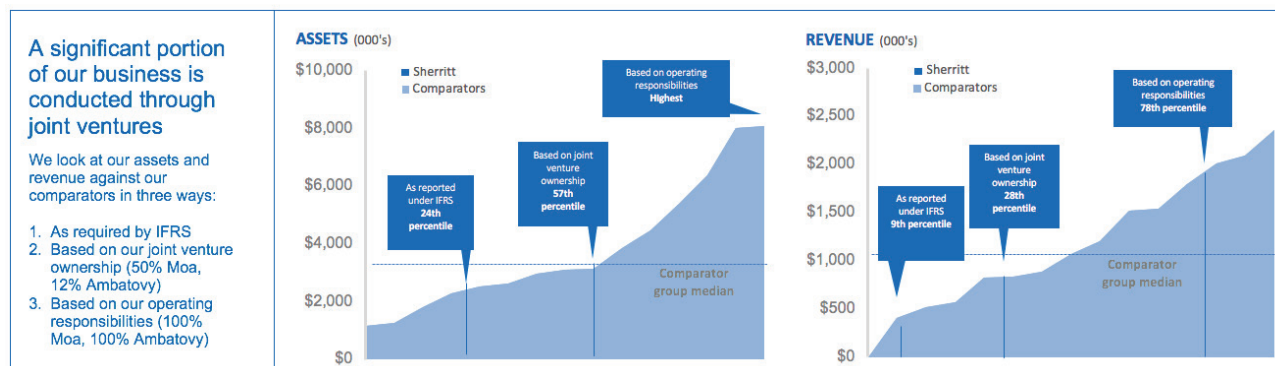 A significant portion
of our business is
conducted through
joint ventures
We look at our assets and
revenue against our
comparators in three ways:
1. As required by IFRS
2. Based on our joint venture
ownership (50% Moa,
12% Ambatovy)
3. Based on our operating
responsibilities (100%
Moa, 100% Ambatovy)
ASSETS (000's)
$10,000
$8,000
$6,000
$4,000
$2,000
$0
Sherritt
Comparators
As reported
under IFRS
24th
percentile
Based on joint
venture
ownership
57th
percentile
Based on operating
responsibilities
Highest
Comparator
group median
REVENUE (000's)
$3,000
$2,500
$2,000
$1,500
$1,000
$500
$0
Sherritt
Comparators
As reported
under IFRS
9th percentile
Based on joint
venture
ownership
28th
percentile
Based on operating
responsibilities
78th percentile
Comparator
group median